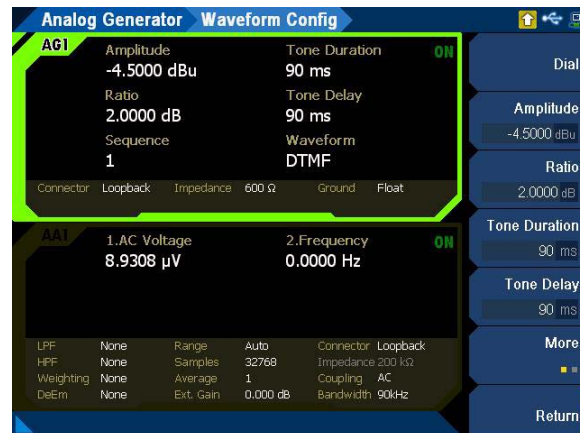 Analog Generator Waveform Config
AG1
Amplitude Tone Duration ON
-4.5000 dBu 90 ms
Ratio Tone Delay
2.0000 dB 90 ms
Sequence Waveform
1 DTMF
Connector Loopback Impedance 600 Ω Ground Float
AA1
1.AC Voltage 2.Frequency ON
8.9308 µV 0.0000 Hz
LPF None Range Auto Connector Loopback
HPF None Samples 32768 Impedance 200 kΩ
Weighting None Average 1 Coupling AC
DeEm None Ext. Gain 0.000 dB Bandwidth 90kHz
Dial
Amplitude
-4.5000 dBu
Ratio
2.0000 dB
Tone Duration
90 ms
Tone Delay
90 ms
More
Return